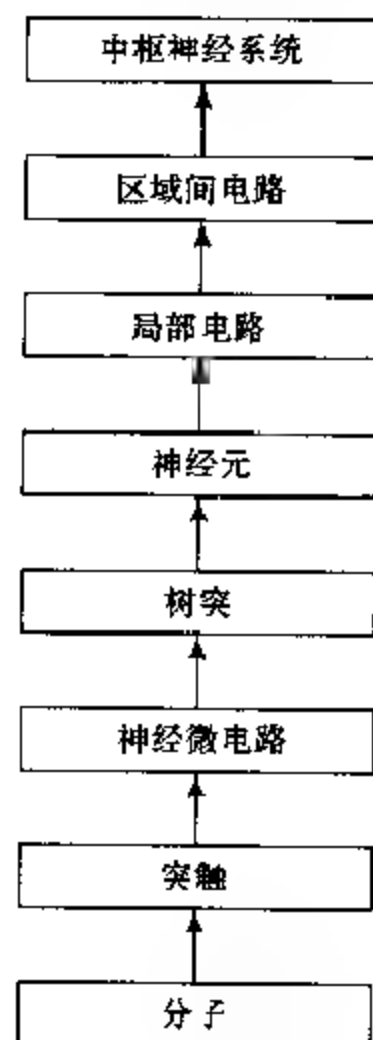 中枢神经系统
区域间电路
局部电路
神经元
树突
神经微电路
突触
分子